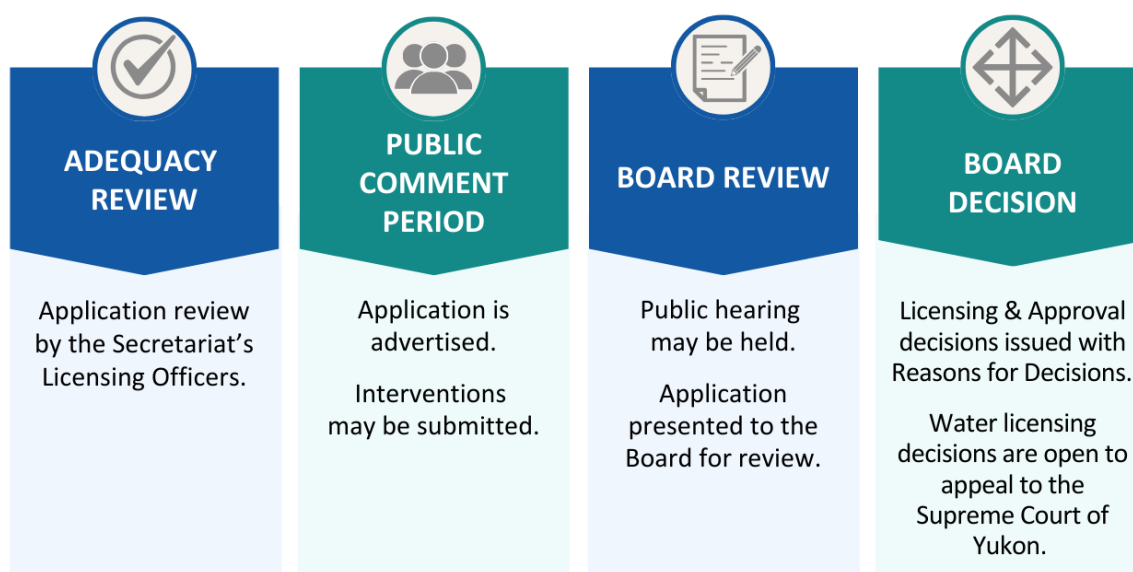 ADEQUACY
REVIEW
Application review
by the Secretariat’s
Licensing Officers.
PUBLIC
COMMENT
PERIOD
Application is
advertised.
Interventions
may be submitted.
BOARD REVIEW
Public hearing
may be held.
Application
presented to the
Board for review.
BOARD
DECISION
Licensing & Approval
decisions issued with
Reasons for Decisions.
Water licensing
decisions are open to
appeal to the
Supreme Court of
Yukon.